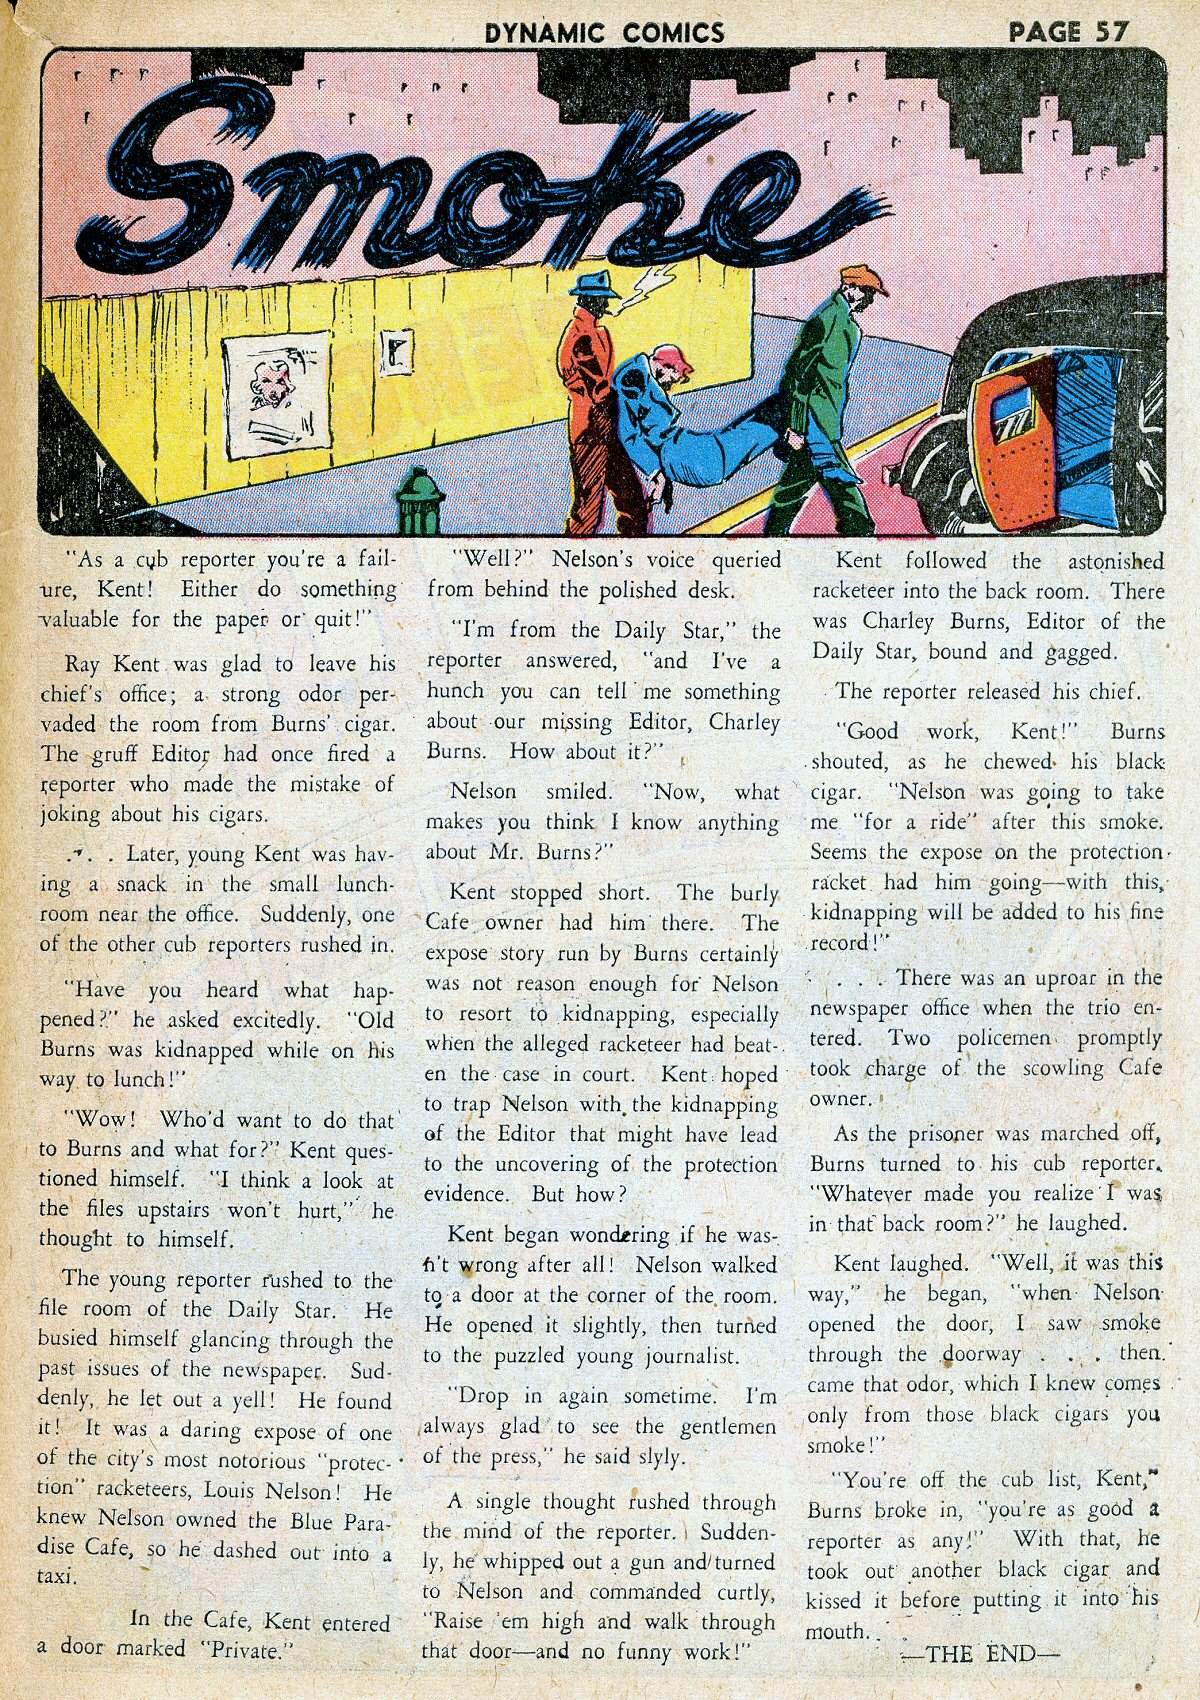 DYNAMIC COMICS
PAGE 57
Smoke
"As a cub reporter you're a fail-
ure, Kent! Either do something
valuable for the paper or quit!"
Ray Kent was glad to leave his
chief's office; a strong odor per-
vaded the room from Burns' cigar.
The gruff Editor had once fired a
reporter who made the mistake of
joking about his cigars.
. . . Later, young Kent was hav-
ing a snack in the small lunch-
room near the office. Suddenly, one
of the other cub reporters rushed in.
"Have you heard what hap-
pened?" he asked excitedly. "Old
Burns was kidnapped while on his
way to lunch!"
"Wow! Who'd want to do that
to Burns and what for?" Kent ques-
tioned himself. "I think a look at
the files upstairs won't hurt," he
thought to himself.
The young reporter rushed to the
file room of the Daily Star. He
busied himself glancing through the
past issues of the newspaper. Sud-
denly, he let out a yell! He found
it! It was a daring expose of one
of the city's most notorious "protec-
tion" racketeers, Louis Nelson! He
knew Nelson owned the Blue Para-
dise Cafe, so he dashed out into a
taxi.
In the Cafe, Kent entered
a door marked "Private."
"Well?" Nelson's voice queried
from behind the polished desk.
"I'm from the Daily Star," the
reporter answered, "and I've a
hunch you can tell me something
about our missing Editor, Charley
Burns. How about it?"
Nelson smiled. "Now, what
makes you think I know anything
about Mr. Burns?"
Kent stopped short. The burly
Cafe owner had him there. The
expose story run by Burns certainly
was not reason enough for Nelson
to resort to kidnapping, especially
when the alleged racketeer had beat-
en the case in court. Kent hoped
to trap Nelson with the kidnapping
of the Editor that might have lead
to the uncovering of the protection
evidence. But how?
Kent began wondering if he was-
n't wrong after all! Nelson walked
to a door at the corner of the room.
He opened it slightly, then turned
to the puzzled young journalist.
"Drop in again sometime. I'm
always glad to see the gentlemen
of the press," he said slyly.
A single thought rushed through
the mind of the reporter. Sudden-
ly, he whipped out a gun and turned
to Nelson and commanded curtly,
"Raise 'em high and walk through
that door—and no funny work!"
Kent followed the astonished
racketeer into the back room. There
was Charley Burns, Editor of the
Daily Star, bound and gagged.
The reporter released his chief.
"Good work, Kent!" Burns
shouted, as he chewed his black
cigar. "Nelson was going to take
me "for a ride" after this smoke.
Seems the expose on the protection
racket had him going—with this,
kidnapping will be added to his fine
record!"
. . . . There was an uproar in the
newspaper office when the trio en-
tered. Two policemen promptly
took charge of the scowling Cafe
owner.
As the prisoner was marched off,
Burns turned to his cub reporter.
"Whatever made you realize I was
in that back room?" he laughed.
Kent laughed. "Well, it was this
way," he began, "when Nelson
opened the door, I saw smoke
through the doorway . . . then
came that odor, which I knew comes
only from those black cigars you
smoke!"
"You're off the cub list, Kent,"
Burns broke in, "you're as good a
reporter as any!" With that, he
took out another black cigar and
kissed it before putting it into his
mouth.
—THE END—